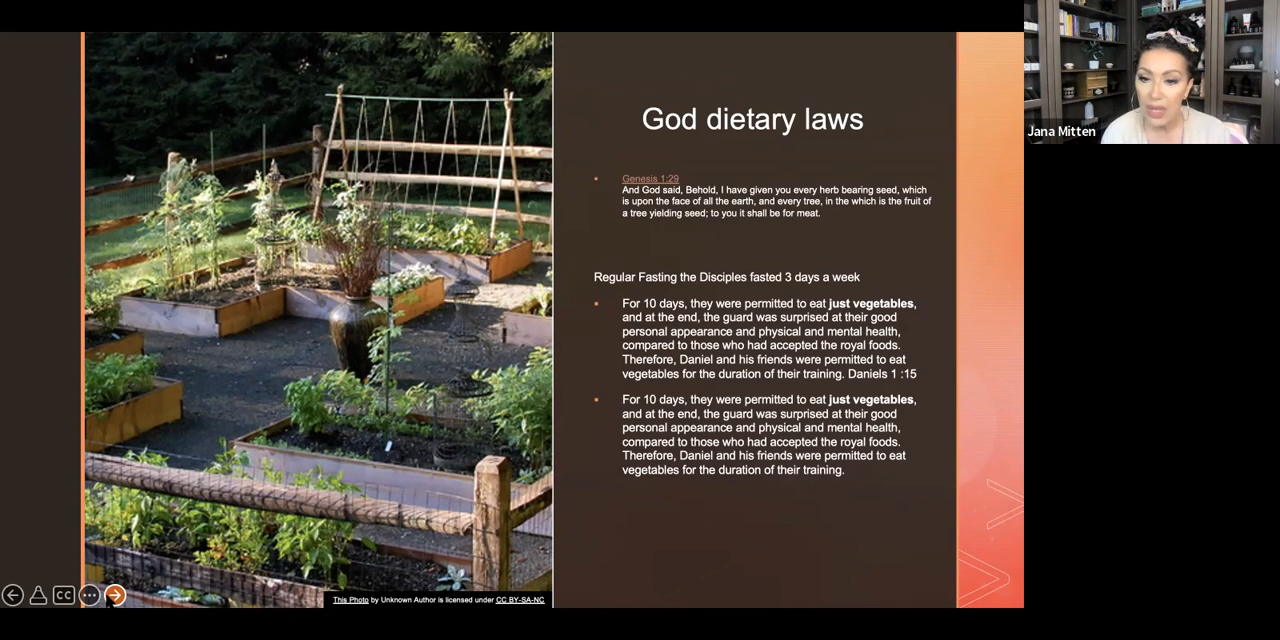 God dietary laws
Genesis 1:29
And God said, Behold, I have given you every herb bearing seed, which
is upon the face of all the earth, and every tree, in the which is the fruit of
a tree yielding seed; to you it shall be for meat.
Regular Fasting the Disciples fasted 3 days a week
For 10 days, they were permitted to eat just vegetables,
and at the end, the guard was surprised at their good
personal appearance and physical and mental health,
compared to those who had accepted the royal foods.
Therefore, Daniel and his friends were permitted to eat
vegetables for the duration of their training. Daniels 1 :15
For 10 days, they were permitted to eat just vegetables,
and at the end, the guard was surprised at their good
personal appearance and physical and mental health,
compared to those who had accepted the royal foods.
Therefore, Daniel and his friends were permitted to eat
vegetables for the duration of their training.
This Photo by Unknown Author is licensed under CC BY-SA-NC
CC
Jana Mitten